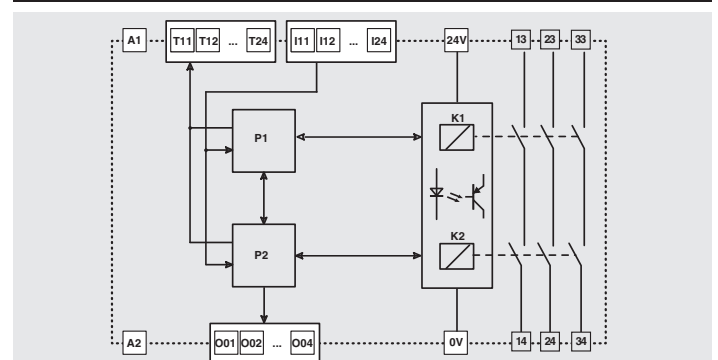 A1 T11 T12 ... T24 I11 I12 ... I24 24V 13 23 33
K1
P1
K2
P2
A2 O01 O02 ... O04 0V 14 24 34